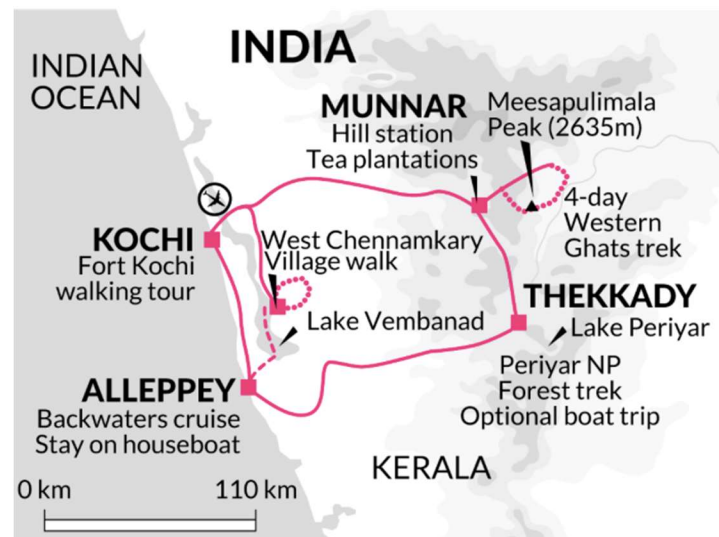 INDIA
INDIAN
OCEAN
MUNNAR
Hill station
Tea plantations
Meesapulimala
Peak (2635m)
4-day
Western
Ghats trek
KOCHI
Fort Kochi
walking tour
West Chennamkary
Village walk
Lake Vembanad
THEKKADY
Lake Periyar
Periyar NP
Forest trek
Optional boat trip
ALLEPPEY
Backwaters cruise
Stay on houseboat
KERALA
0 km 110 km